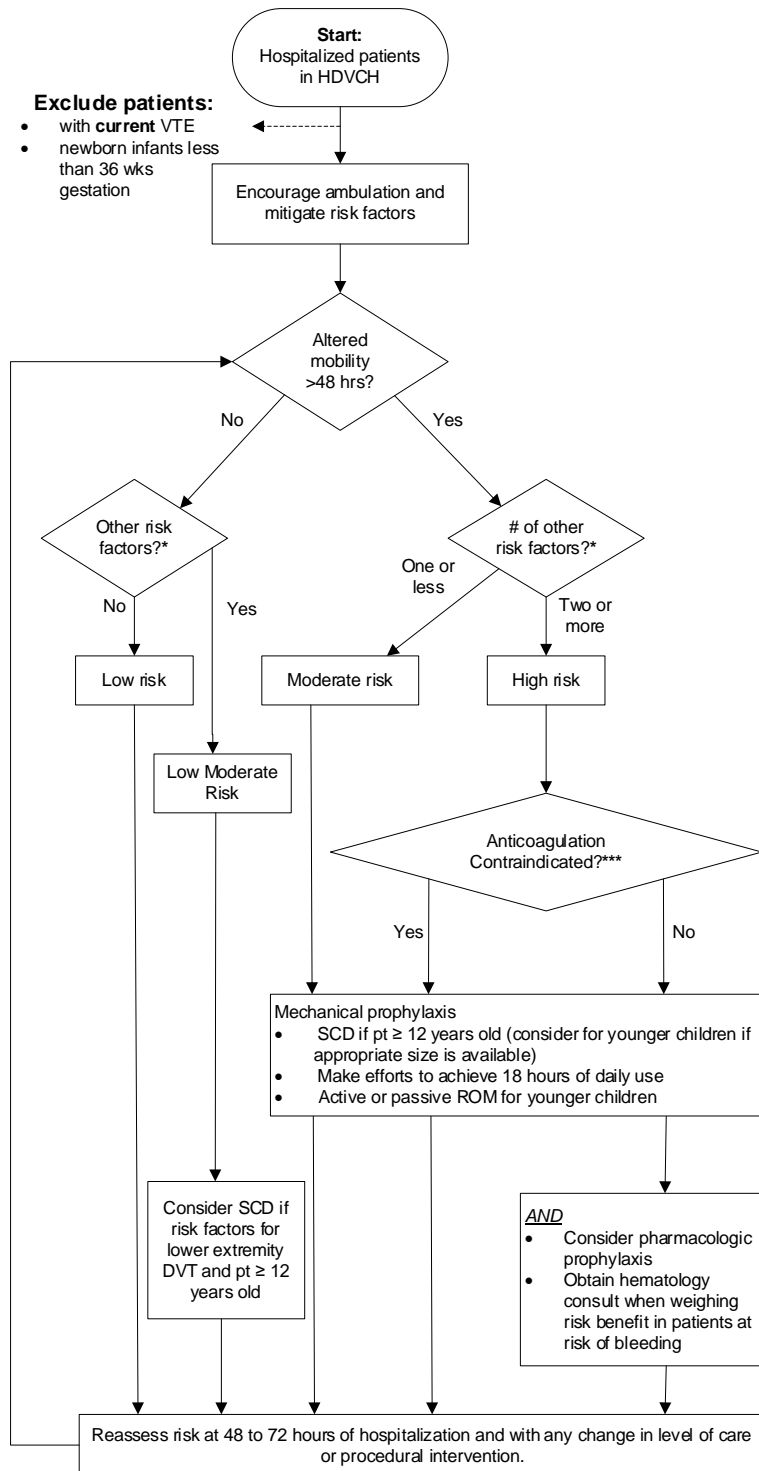 Start:
Hospitalized patients
in HDVCH
Exclude patients:
• with current VTE
• newborn infants less
than 36 wks
gestation
Encourage ambulation and
mitigate risk factors
Altered
mobility
>48 hrs?
No
Yes
Other risk
factors?*
# of other
risk factors?*
No
Yes
One or
less
Two or
more
Low risk
Moderate risk
High risk
Low Moderate
Risk
Anticoagulation
Contraindicated?***
Yes
No
Mechanical prophylaxis
• SCD if pt ≥ 12 years old (consider for younger children if
appropriate size is available)
• Make efforts to achieve 18 hours of daily use
• Active or passive ROM for younger children
Consider SCD if
risk factors for
lower extremity
DVT and pt ≥ 12
years old
AND
• Consider pharmacologic
prophylaxis
• Obtain hematology
consult when weighing
risk benefit in patients at
risk of bleeding
Reassess risk at 48 to 72 hours of hospitalization and with any change in level of care
or procedural intervention.